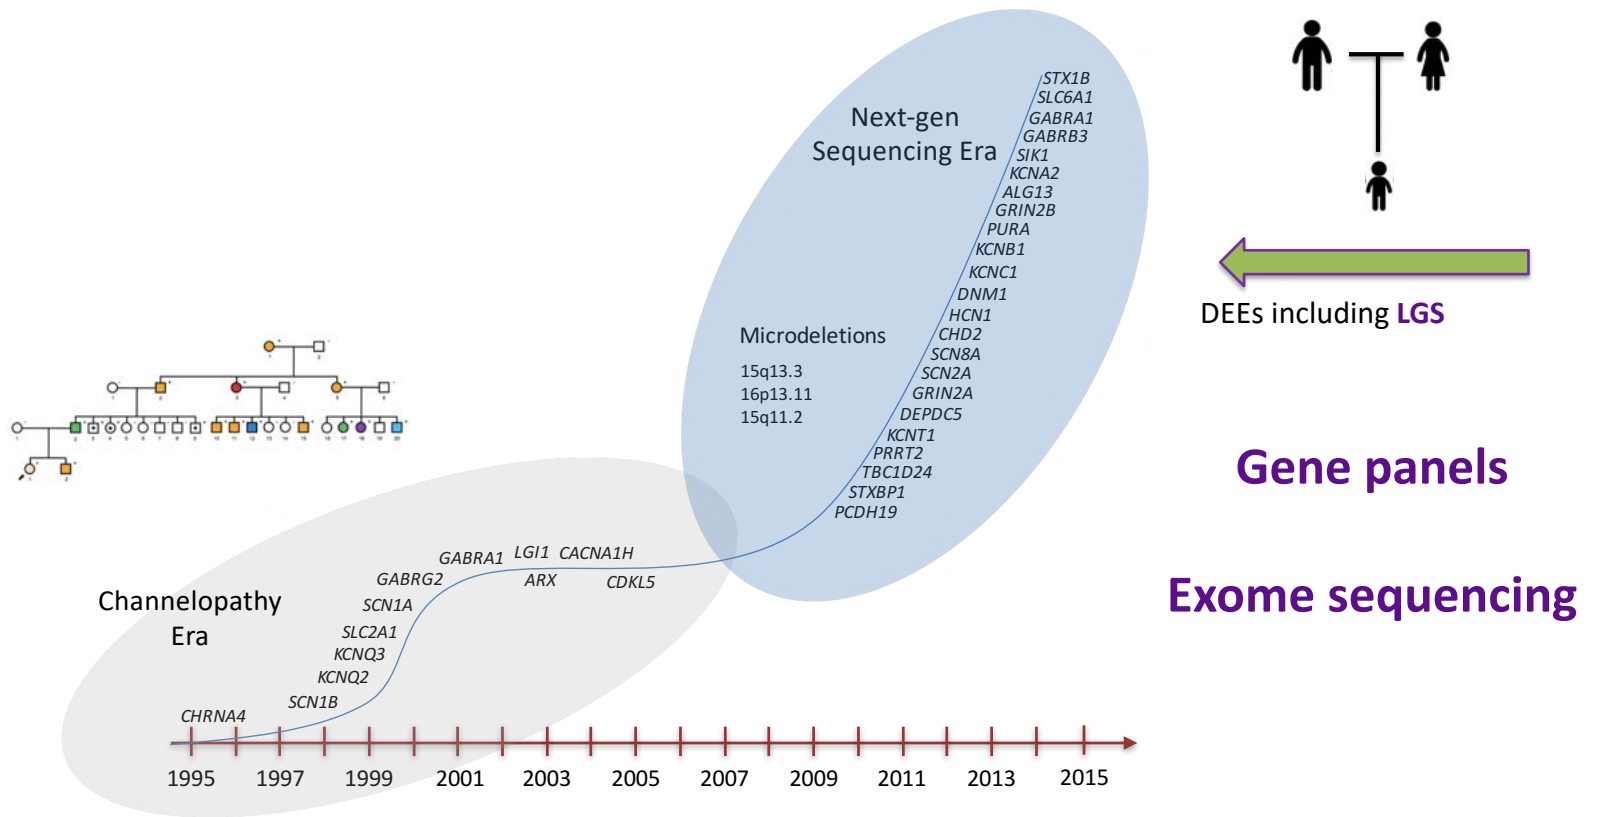 Next-gen
Sequencing Era
STX1B
SLC6A1
GABRA1
GABRB3
SIK1
KCNA2
ALG13
GRIN2B
PURA
KCNB1
KCNC1
DNM1
HCN1
CHD2
SCN8A
SCN2A
GRIN2A
DEPDC5
KCNT1
PRRT2
TBC1D24
STXBP1
PCDH19
Microdeletions
15q13.3
16p13.11
15q11.2
DEEs including LGS
Gene panels
Exome sequencing
Channelopathy
Era
GABRA1 LGI1 CACNA1H
GABRG2 ARX CDKL5
SCN1A
SLC2A1
KCNQ3
KCNQ2
SCN1B
CHRNA4
1995 1997 1999 2001 2003 2005 2007 2009 2011 2013 2015